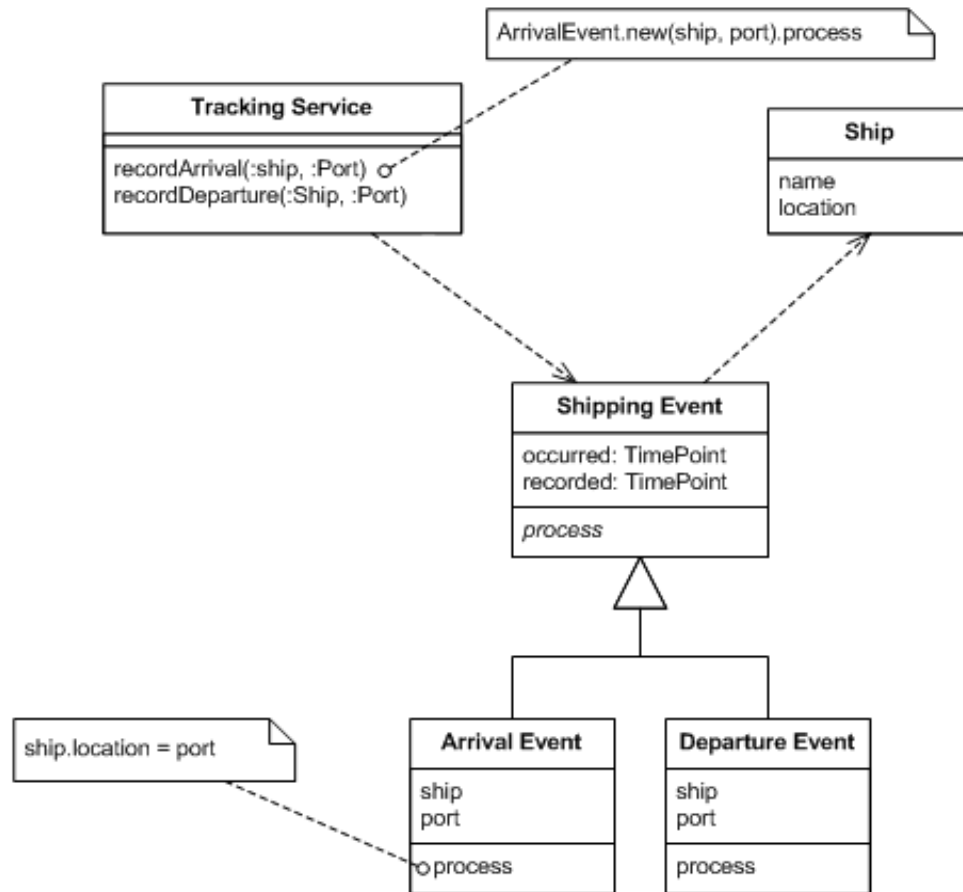 ArrivalEvent.new(ship, port).process
Tracking Service
recordArrival(:ship, :Port)
recordDeparture(:Ship, :Port)
Ship
name
location
Shipping Event
occurred: TimePoint
recorded: TimePoint
process
ship.location = port
Arrival Event
ship
port
process
Departure Event
ship
port
process